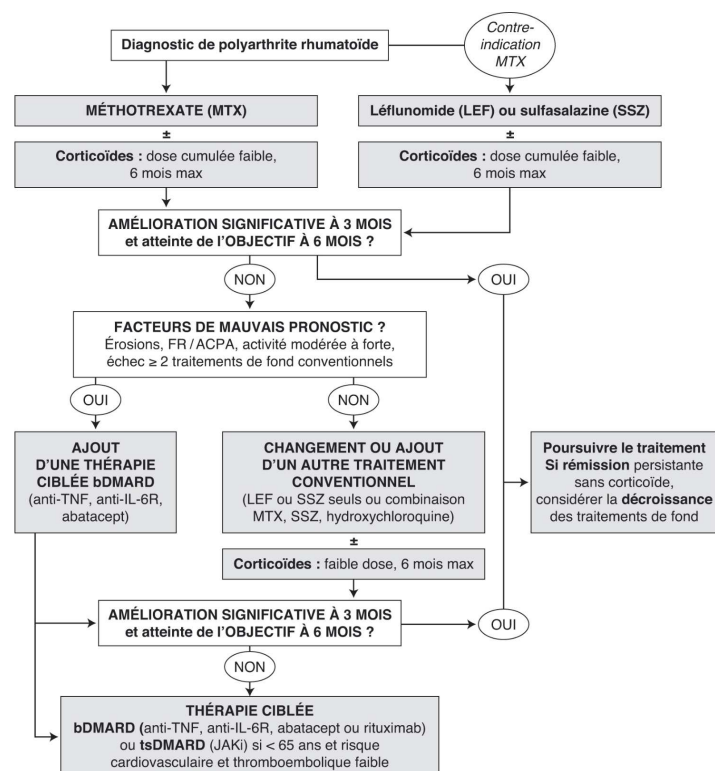 Diagnostic de polyarthrite rhumatoïde
Contre-
indication
MTX
MÉTHOTREXATE (MTX)
±
Corticoïdes : dose cumulée faible,
6 mois max
Léflunomide (LEF) ou sulfasalazine (SSZ)
±
Corticoïdes : dose cumulée faible,
6 mois max
AMÉLIORATION SIGNIFICATIVE À 3 MOIS
et atteinte de l'OBJECTIF À 6 MOIS ?
NON
OUI
FACTEURS DE MAUVAIS PRONOSTIC ?
Érosions, FR / ACPA, activité modérée à forte,
échec ≥ 2 traitements de fond conventionnels
OUI
NON
AJOUT
D'UNE THÉRAPIE
CIBLÉE bDMARD
(anti-TNF, anti-IL-6R,
abatacept)
CHANGEMENT OU AJOUT
D'UN AUTRE TRAITEMENT
CONVENTIONNEL
(LEF ou SSZ seuls ou combinaison
MTX, SSZ, hydroxychloroquine)
±
Corticoïdes : faible dose, 6 mois max
Poursuivre le traitement
Si rémission persistante
sans corticoïde,
considérer la décroissance
des traitements de fond
AMÉLIORATION SIGNIFICATIVE À 3 MOIS
et atteinte de l'OBJECTIF À 6 MOIS ?
OUI
NON
THÉRAPIE CIBLÉE
bDMARD (anti-TNF, anti-IL-6R, abatacept ou rituximab)
ou tsDMARD (JAKi) si < 65 ans et risque
cardiovasculaire et thromboembolique faible